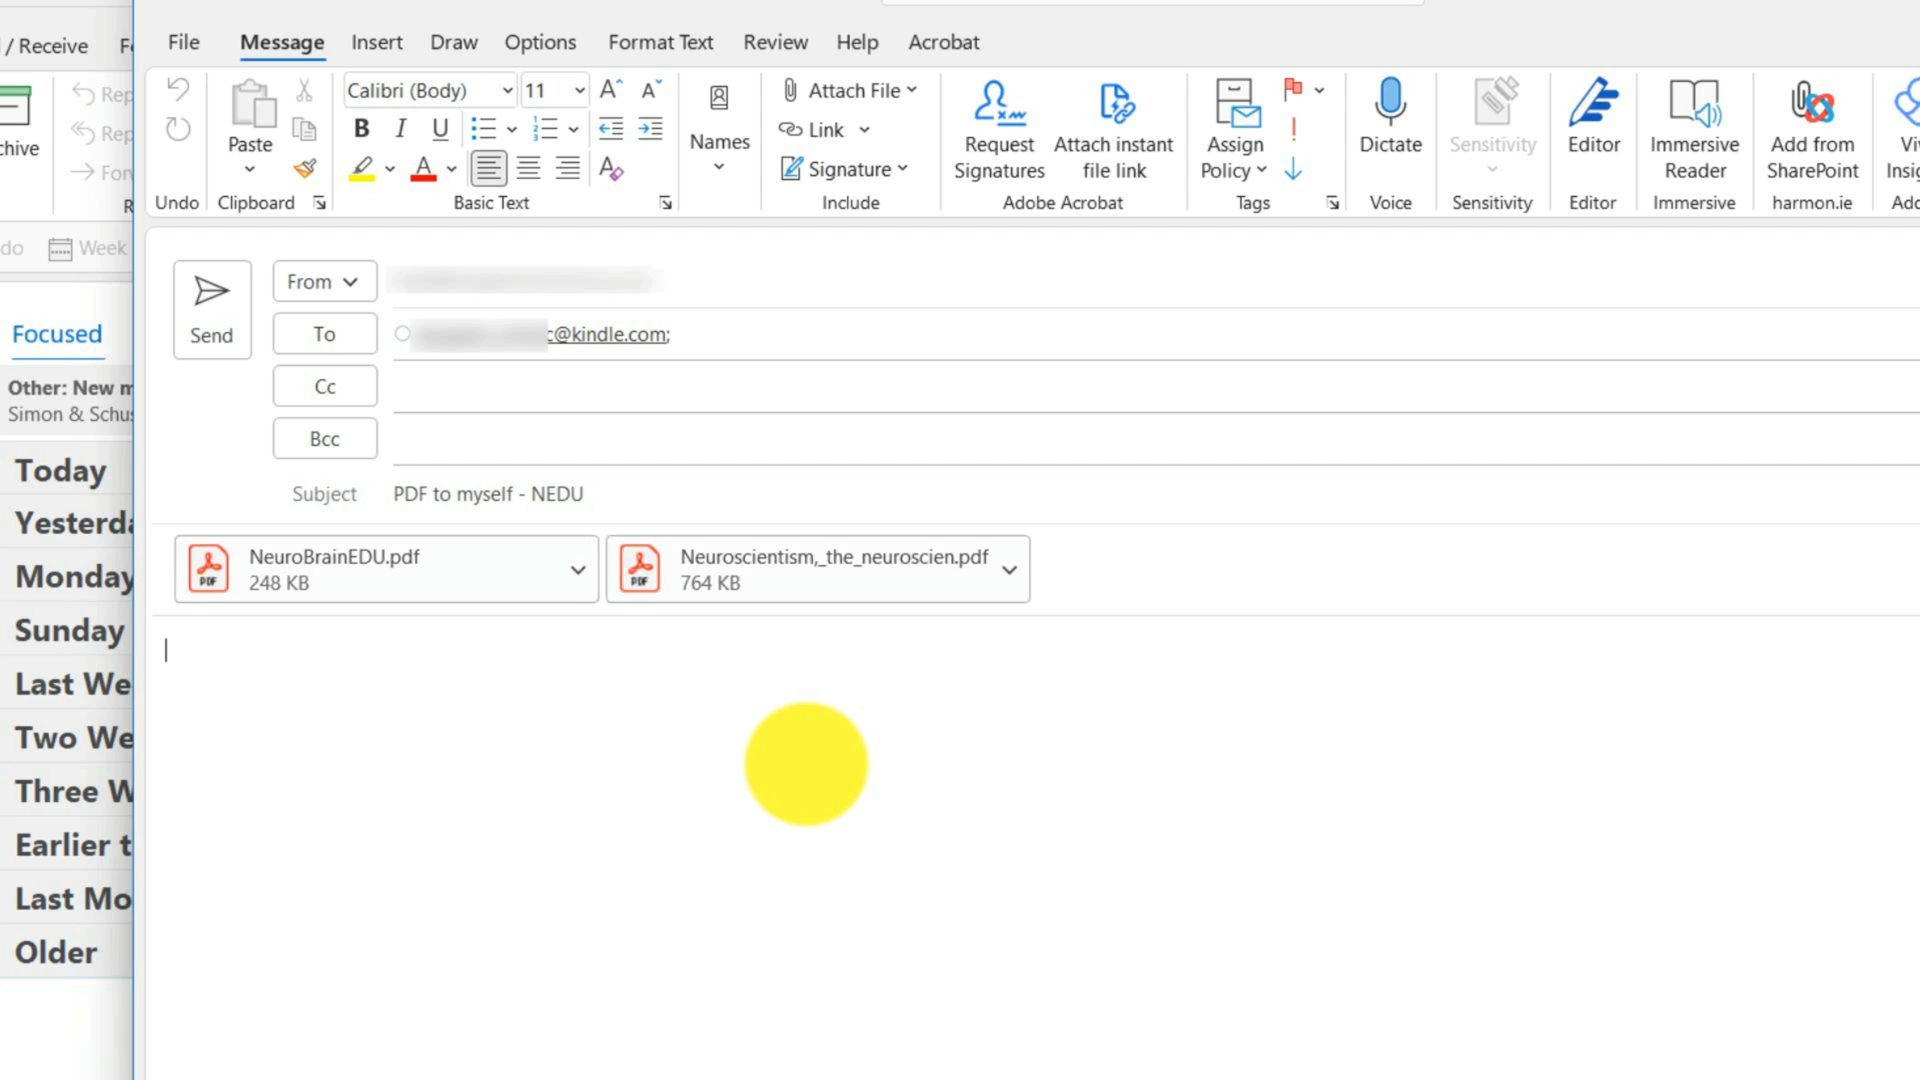 / Receive
File Message Insert Draw Options Format Text Review Help Acrobat
Calibri (Body) 11
Attach File
Paste
Names
Link
Signature
Request Signatures
Attach instant file link
Assign Policy
Dictate
Sensitivity
Editor
Immersive Reader
Add from SharePoint
Undo Clipboard Basic Text Include Adobe Acrobat Tags Voice Sensitivity Editor Immersive harmon.ie
Week
Send
From
To c@kindle.com;
Cc
Bcc
Subject PDF to myself - NEDU
PDF NeuroBrainEDU.pdf
248 KB
PDF Neuroscientism,_the_neuroscien.pdf
764 KB
Focused
Other: New m
Simon & Schus
Today
Yesterda
Monday
Sunday
Last We
Two We
Three W
Earlier t
Last Mo
Older